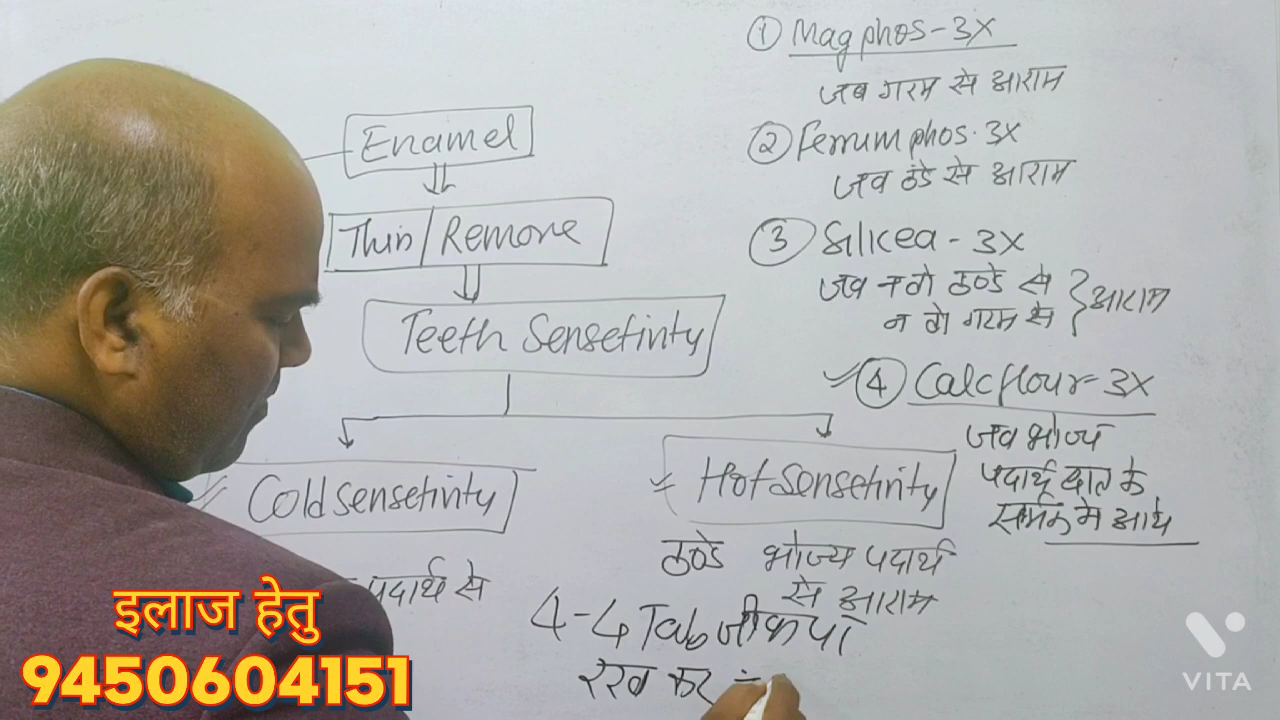 Enamel
Thin/Remove
Teeth Sensetivity
Cold sensetivity
पदार्थ से
Hot sensetivity
ठण्डे भोज्य पदार्थ
से आराम
4-4 Tab जीभ पर
रख कर
① Mag phos-3X
जब गरम से आराम
② Ferrum phos. 3X
जब ठंडे से आराम
③ Silicea - 3X
जब न तो ठण्डे से
न तो गरम से } आराम
④ Calc flour-3X
जब भोज्य
पदार्थ दात के
सम्पर्क मे आये
इलाज हेतु
9450604151
VITA